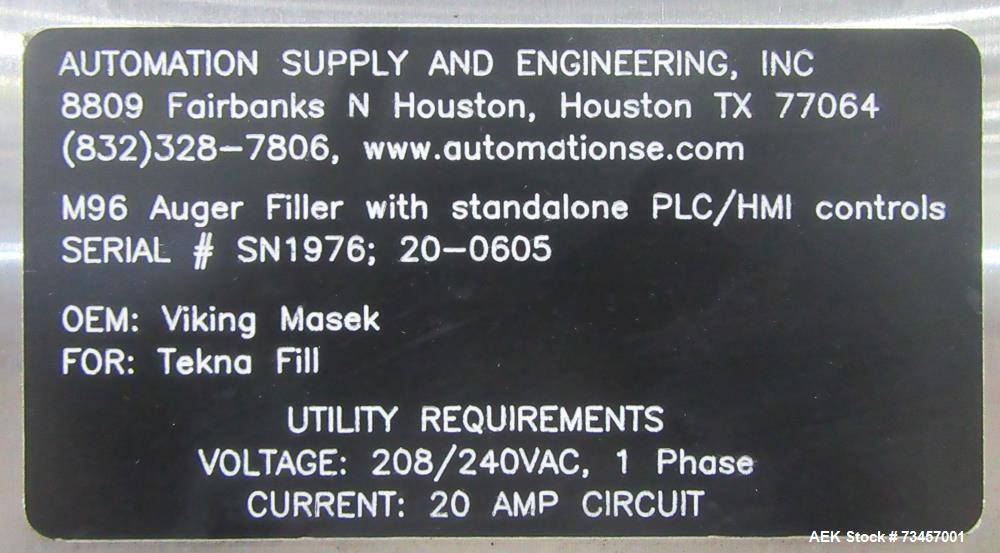 AUTOMATION SUPPLY AND ENGINEERING, INC
8809 Fairbanks N Houston, Houston TX 77064
(832)328-7806, www.automationse.com
M96 Auger Filler with standalone PLC/HMI controls
SERIAL # SN1976; 20-0605
OEM: Viking Masek
FOR: Tekna Fill
UTILITY REQUIREMENTS
VOLTAGE: 208/240VAC, 1 Phase
CURRENT: 20 AMP CIRCUIT
AEK Stock # 73457001